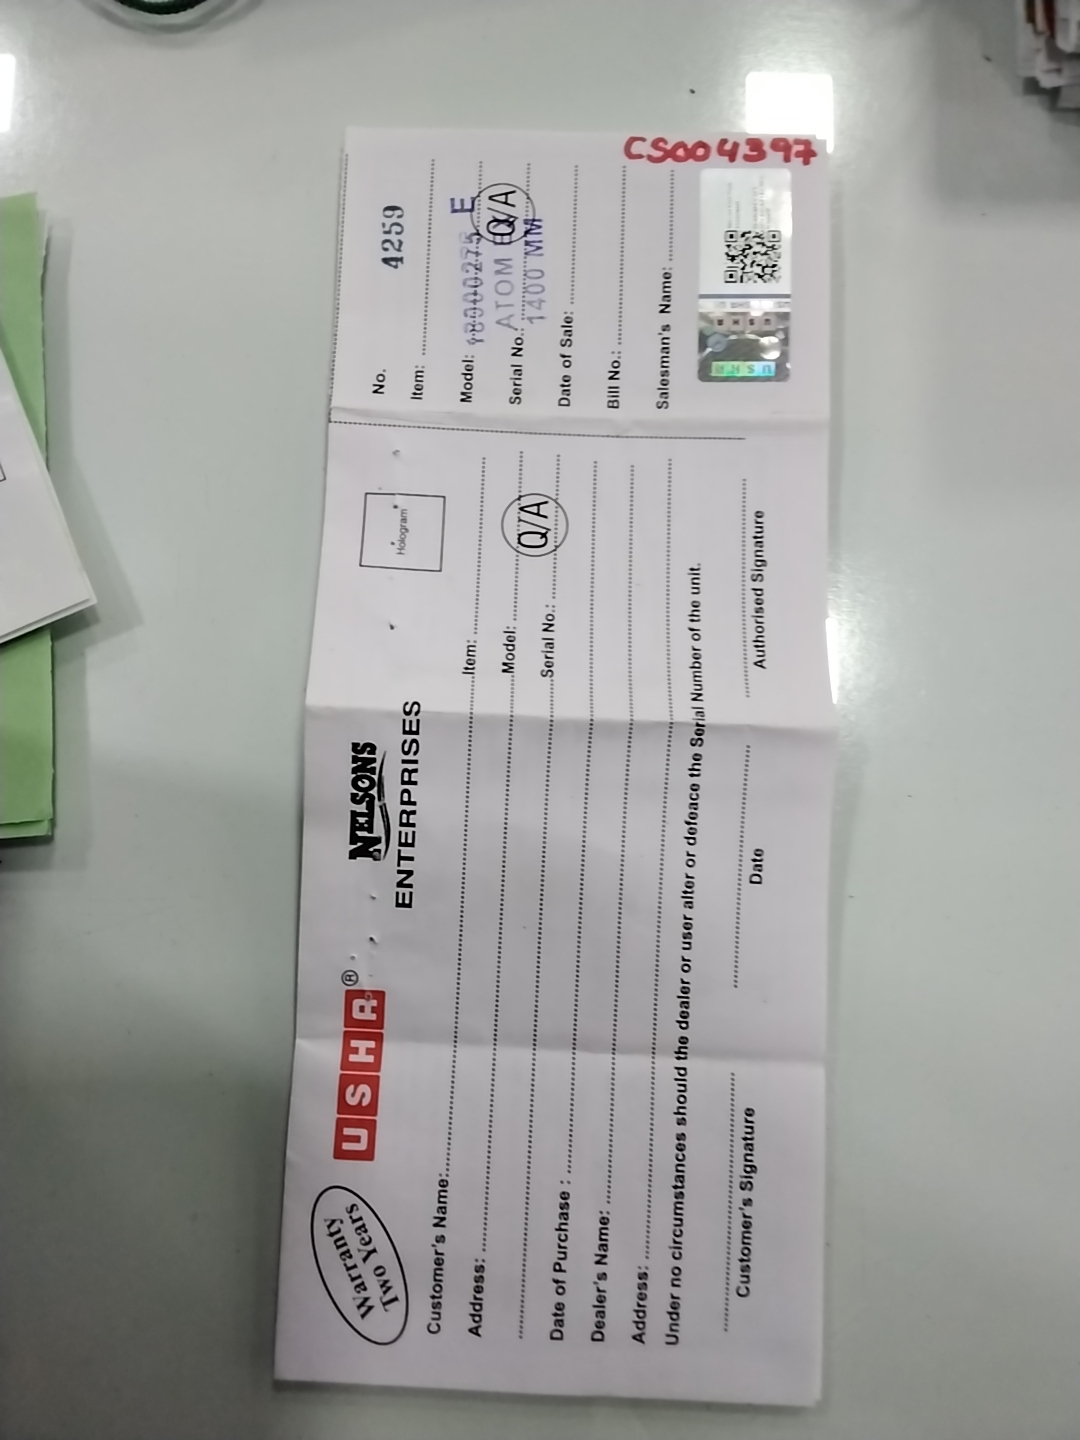 Warranty
Two Years
USHA®
NELSONS
ENTERPRISES
Hologram
Customer's Name:
Item:
Address:
Model:
Serial No.:
Q/A
Date of Purchase :
Dealer's Name:
Address:
Under no circumstances should the dealer or user alter or defeace the Serial Number of the unit.
Customer's Signature
Date
Authorised Signature
No. 4259
Item:
Model: E
Serial No.: ATOM
Q/A
1400 MM
Date of Sale:
Bill No.:
Salesman's Name:
CS004397
USHA
USHA